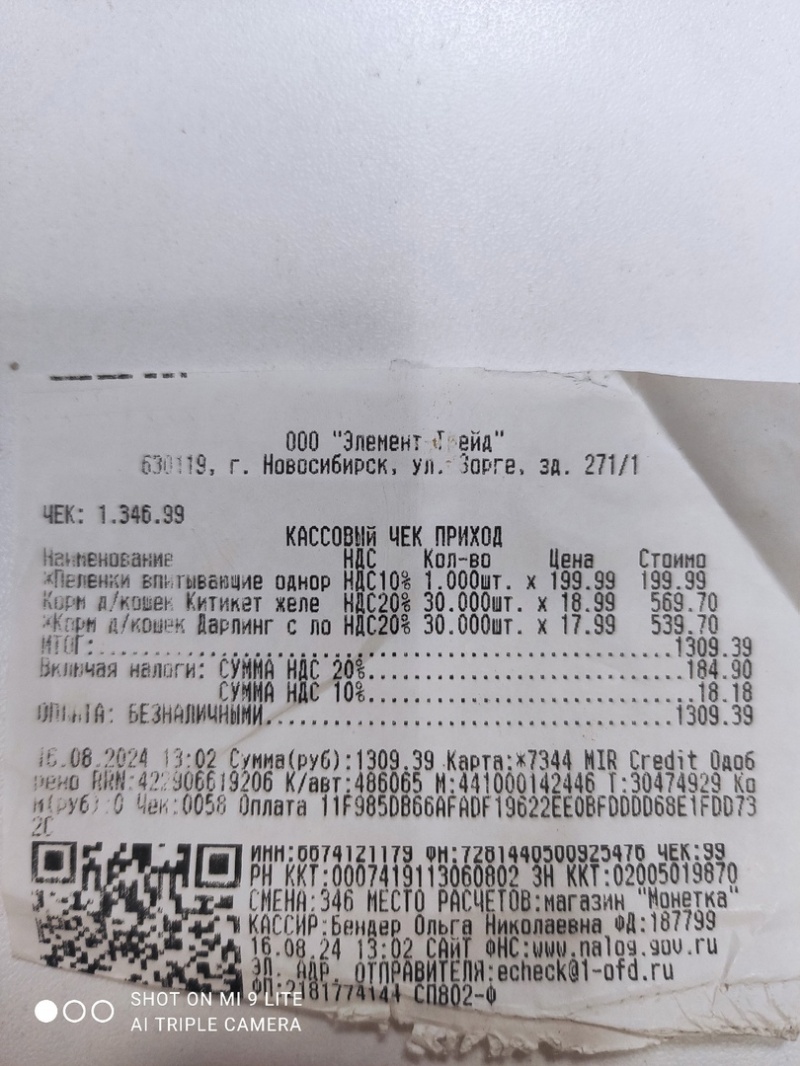 ООО "Элемент Трейд"
630119, г. Новосибирск, ул. Зорге, зд. 271/1
ЧЕК: 1.346.99
КАССОВЫЙ ЧЕК ПРИХОД
Наименование НДС Кол-во Цена Стоимо
*Пеленки впитывающие однор НДС10% 1.000шт. x 199.99 199.99
Корм д/кошек Китикет желе НДС20% 30.000шт. x 18.99 569.70
*Корм д/кошек Дарлинг с ло НДС20% 30.000шт. x 17.99 539.70
ИТОГ:...............................................1309.39
Включая налоги: СУММА НДС 20%..........................184.90
СУММА НДС 10%..........................18.18
ОПЛАТА: БЕЗНАЛИЧНЫМИ...................................1309.39
16.08.2024 13:02 Сумма(руб):1309.39 Карта:*7344 MIR Credit Одоб
рено RRN:422906619206 К/авт:486065 М:441000142446 Т:30474929 Ко
м(руб):0 Чек:0058 Оплата 11F985DB66AFADF19622EE0BFDDDD68E1FDD73
2C
ИНН:6674121179 ФН:7281440500925476 ЧЕК:99
РН ККТ:0007419113060802 ЗН ККТ:02005019870
СМЕНА:346 МЕСТО РАСЧЕТОВ:магазин "Монетка"
КАССИР:Бендер Ольга Николаевна ФД:187799
16.08.24 13:02 САЙТ ФНС:www.nalog.gov.ru
ЭЛ. АДР. ОТПРАВИТЕЛЯ:echeck@1-ofd.ru
ФП:2181774144 СП802-Ф
SHOT ON MI 9 LITE
AI TRIPLE CAMERA